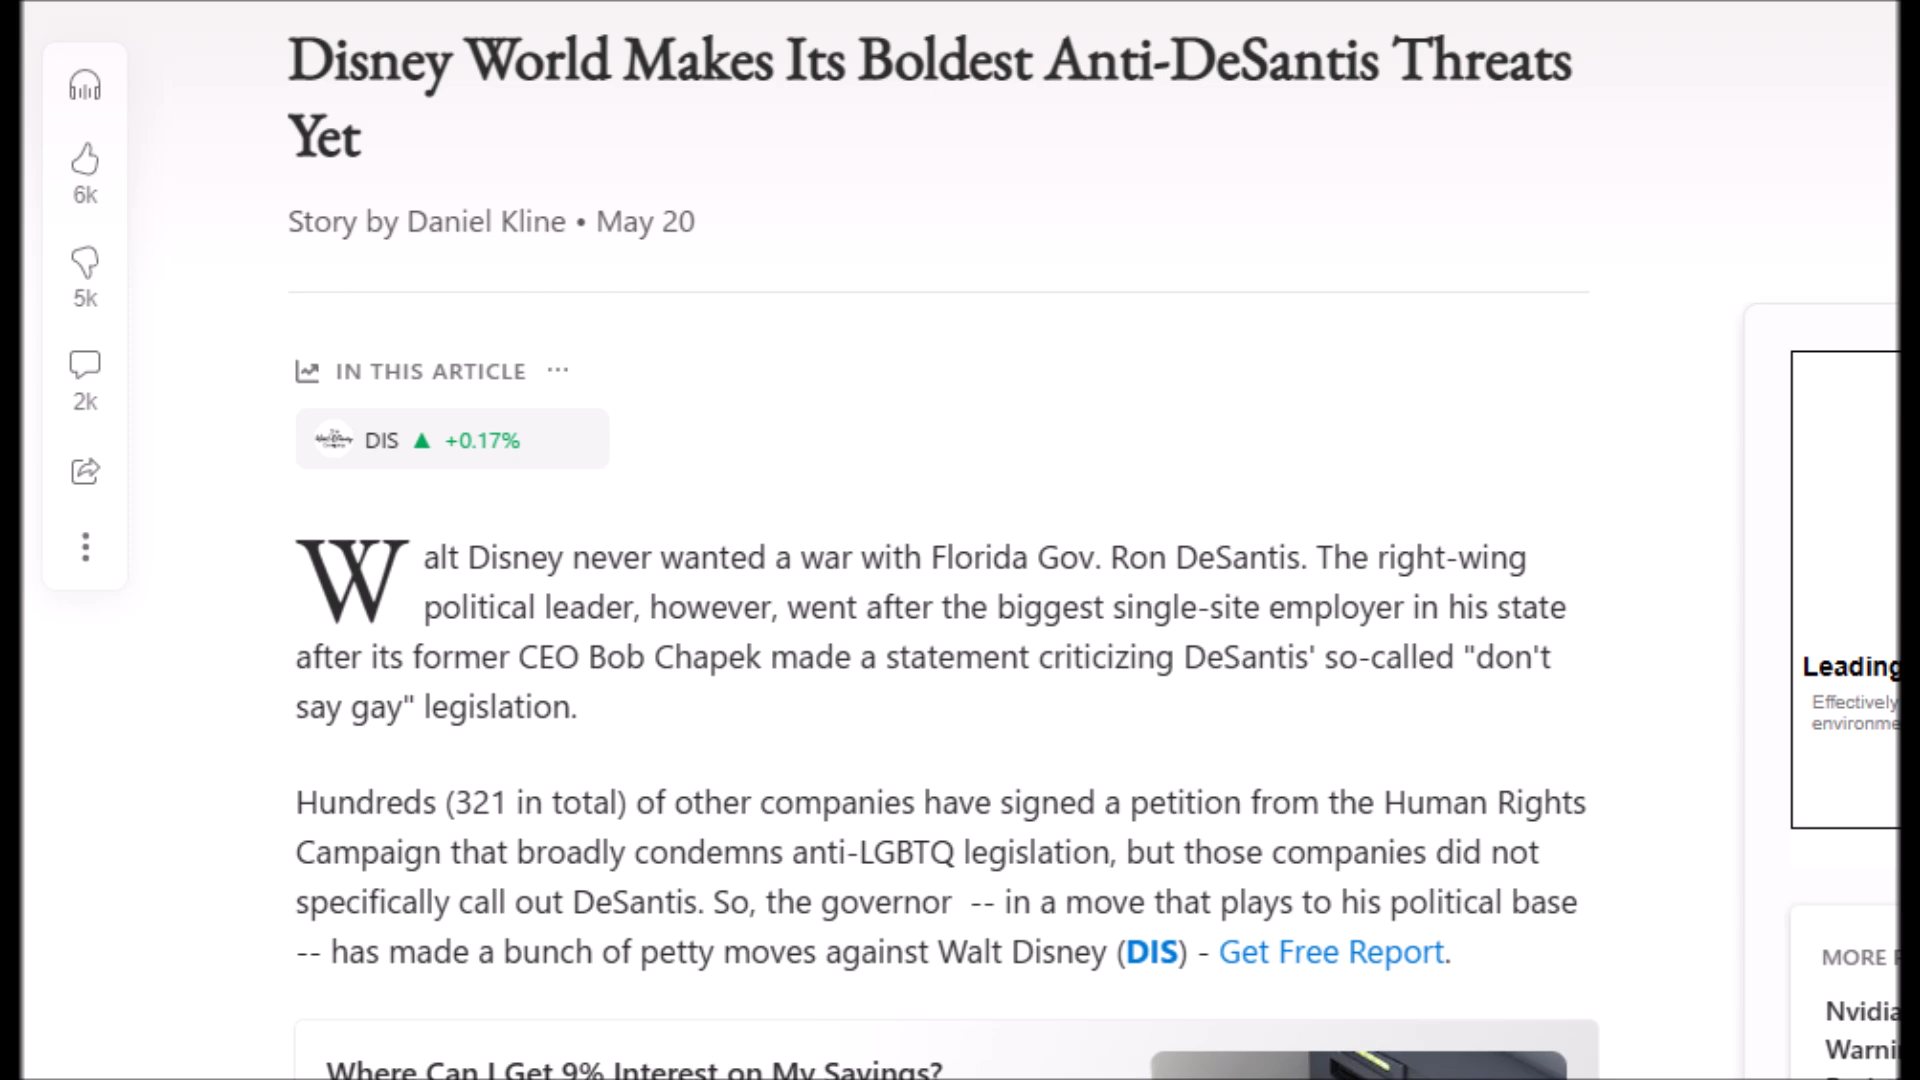 Disney World Makes Its Boldest Anti-DeSantis Threats
Yet
Story by Daniel Kline • May 20
6k
5k
2k
IN THIS ARTICLE ···
DIS ▲ +0.17%
Walt Disney never wanted a war with Florida Gov. Ron DeSantis. The right-wing
political leader, however, went after the biggest single-site employer in his state
after its former CEO Bob Chapek made a statement criticizing DeSantis' so-called "don't
say gay" legislation.
Hundreds (321 in total) of other companies have signed a petition from the Human Rights
Campaign that broadly condemns anti-LGBTQ legislation, but those companies did not
specifically call out DeSantis. So, the governor -- in a move that plays to his political base
-- has made a bunch of petty moves against Walt Disney (DIS) - Get Free Report.
Where Can I Get 9% Interest on My Savings?
Leading
Effectively
MORE
Nvidia